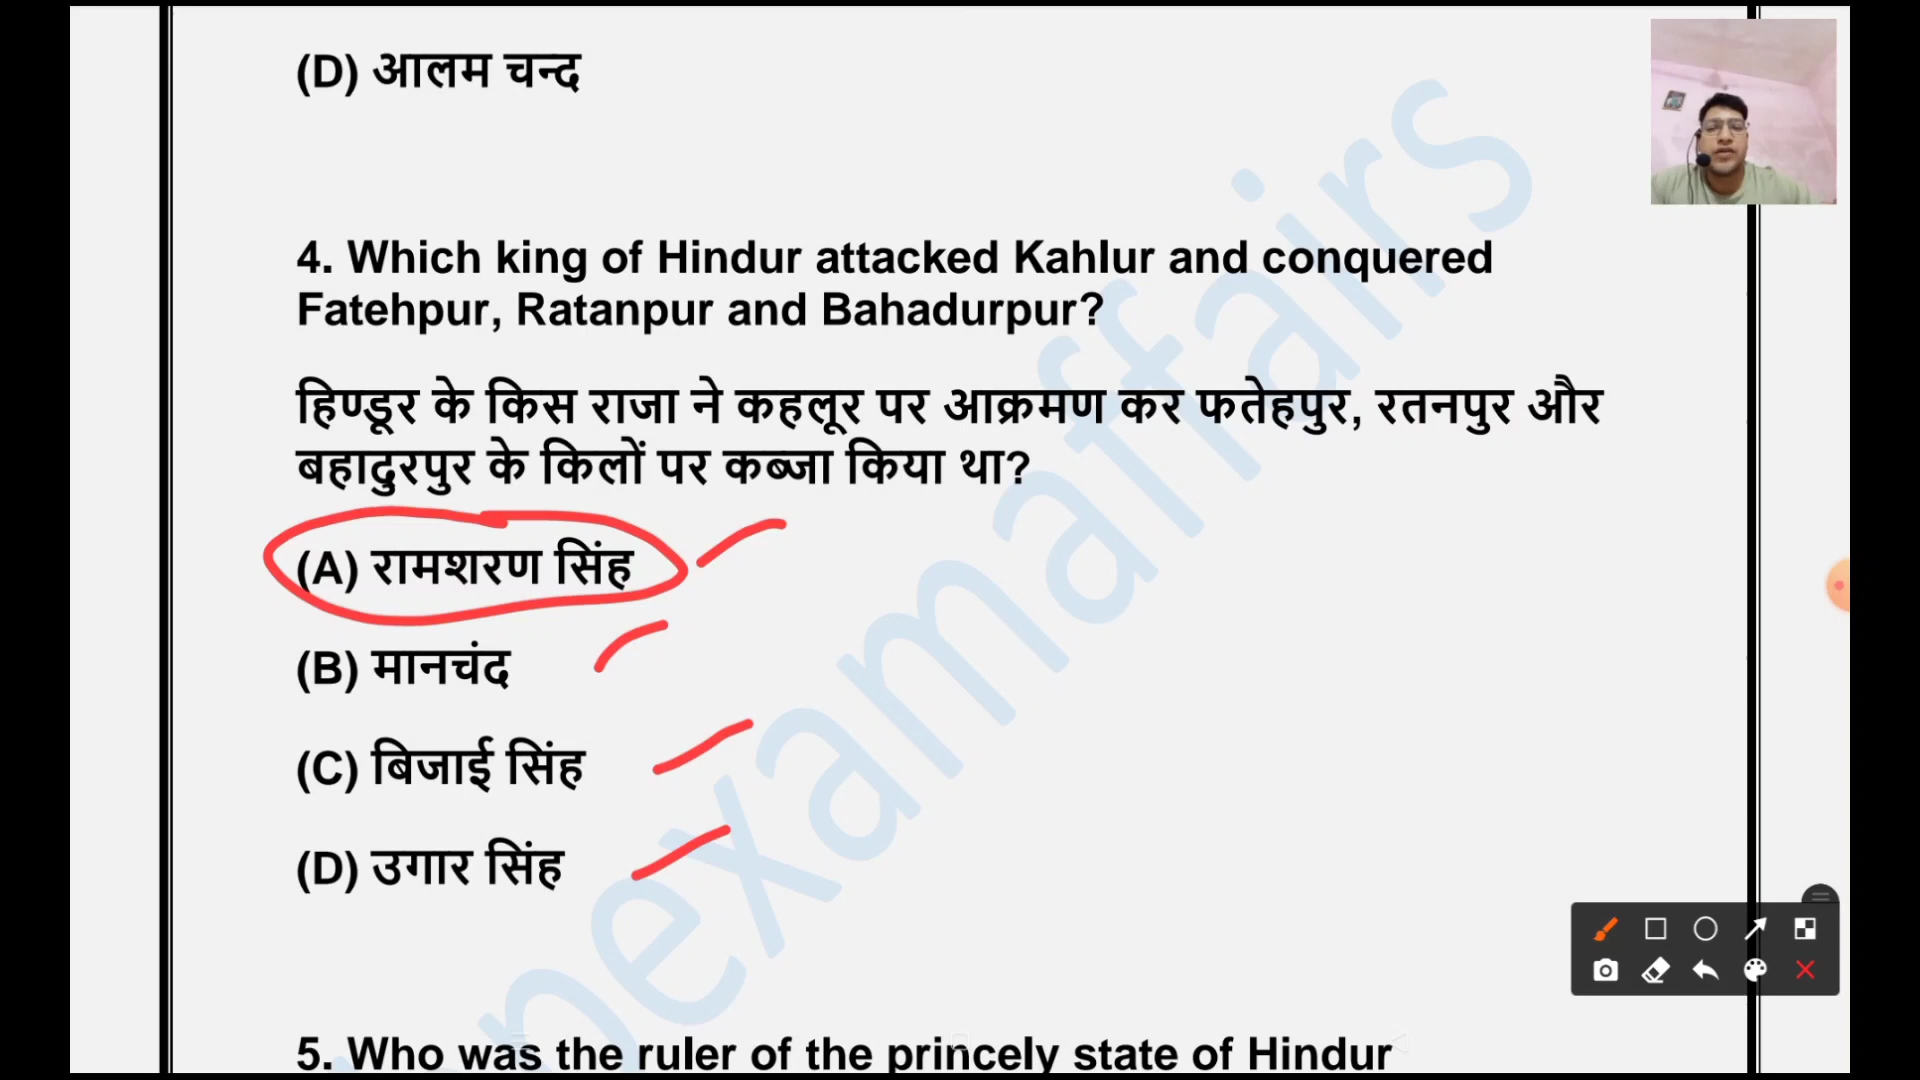 (D) आलम चन्द
4. Which king of Hindur attacked Kahlur and conquered
Fatehpur, Ratanpur and Bahadurpur?
हिण्डूर के किस राजा ने कहलूर पर आक्रमण कर फतेहपुर, रतनपुर और
बहादुरपुर के किलों पर कब्जा किया था?
(A) रामशरण सिंह
(B) मानचंद
(C) बिजाई सिंह
(D) उगार सिंह
5. Who was the ruler of the princely state of Hindur
nexamaffairs